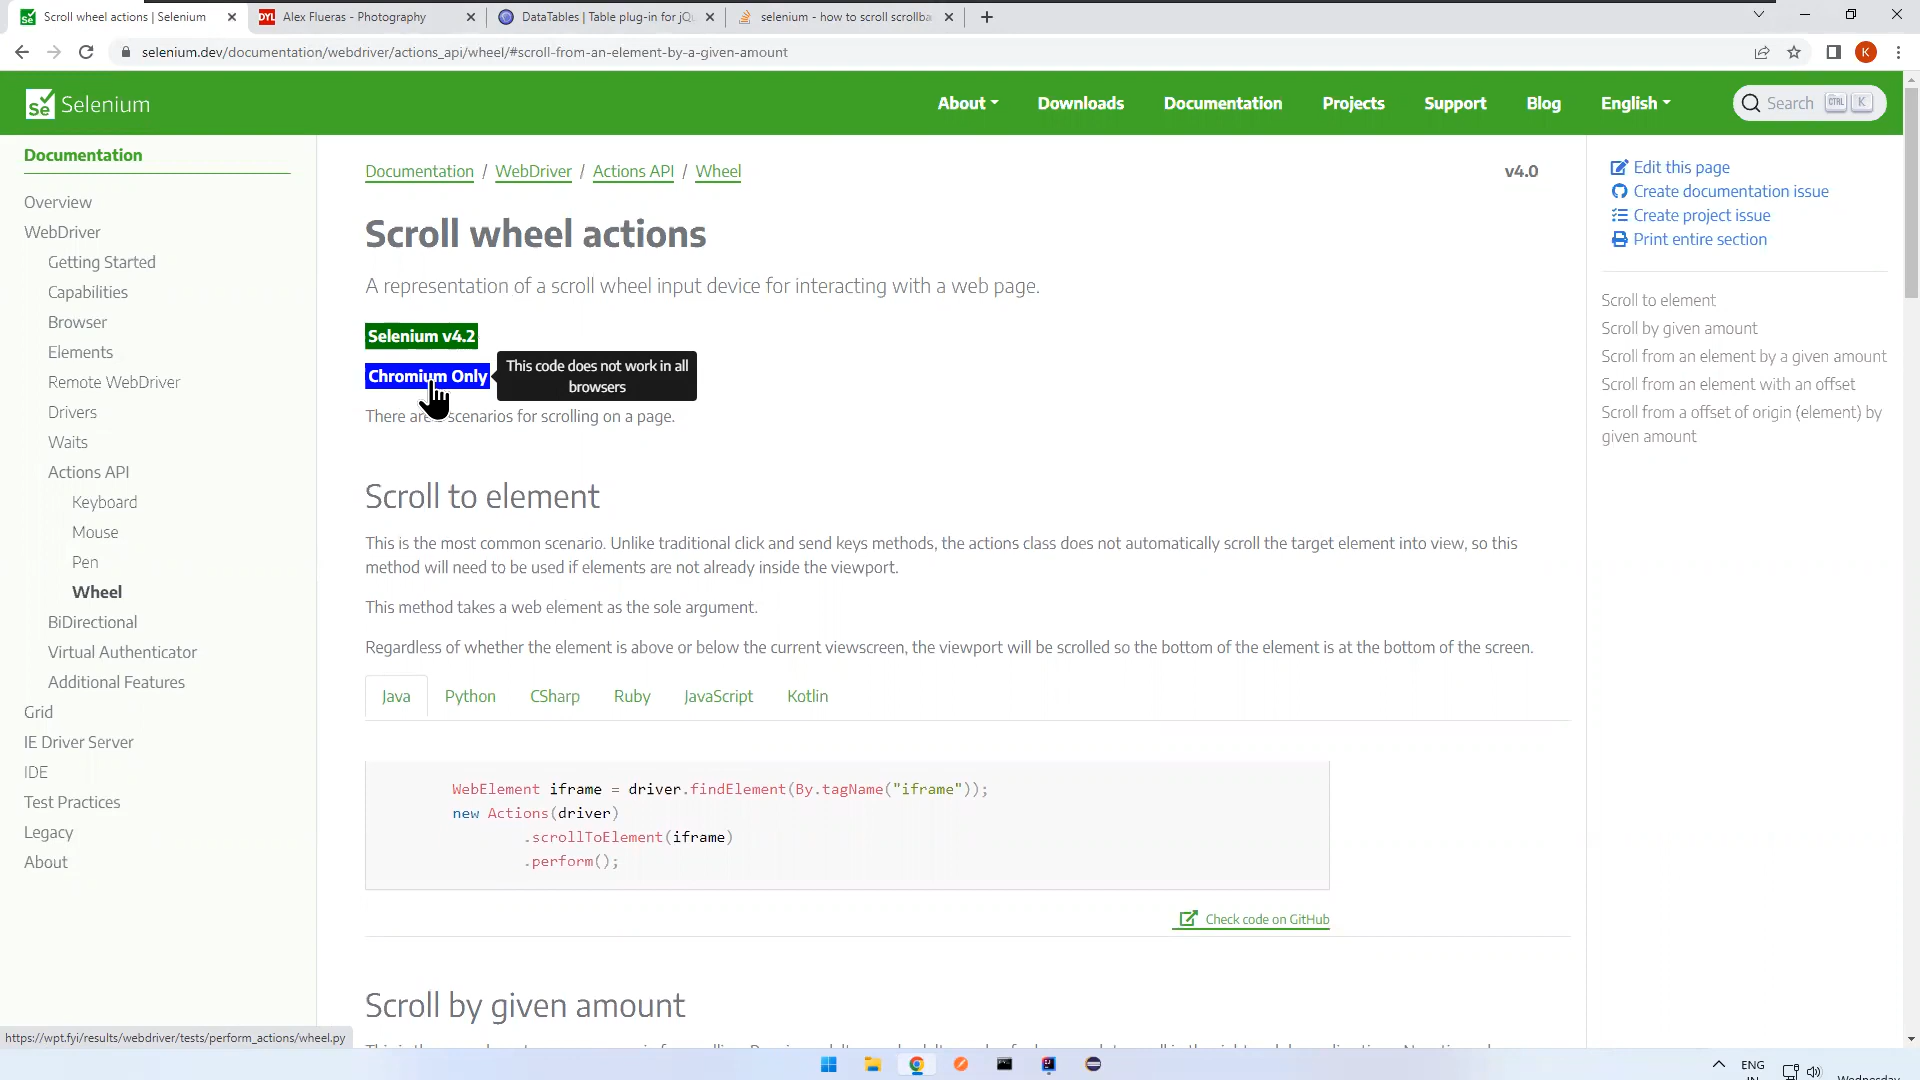 Scroll wheel actions | Selenium
Alex Flueras - Photography
DataTables | Table plug-in for jQu
selenium - how to scroll scrollba
selenium.dev/documentation/webdriver/actions_api/wheel/#scroll-from-an-element-by-a-given-amount
K
Selenium
About
Downloads
Documentation
Projects
Support
Blog
English
Search CTRL K
Documentation
Overview
WebDriver
Getting Started
Capabilities
Browser
Elements
Remote WebDriver
Drivers
Waits
Actions API
Keyboard
Mouse
Pen
Wheel
BiDirectional
Virtual Authenticator
Additional Features
Grid
IE Driver Server
IDE
Test Practices
Legacy
About
Documentation / WebDriver / Actions API / Wheel
v4.0
Scroll wheel actions
A representation of a scroll wheel input device for interacting with a web page.
Selenium v4.2
Chromium Only
This code does not work in all
browsers
There are scenarios for scrolling on a page.
Scroll to element
This is the most common scenario. Unlike traditional click and send keys methods, the actions class does not automatically scroll the target element into view, so this
method will need to be used if elements are not already inside the viewport.
This method takes a web element as the sole argument.
Regardless of whether the element is above or below the current viewscreen, the viewport will be scrolled so the bottom of the element is at the bottom of the screen.
Java Python CSharp Ruby JavaScript Kotlin
WebElement iframe = driver.findElement(By.tagName("iframe"));
new Actions(driver)
.scrollToElement(iframe)
.perform();
Check code on GitHub
Scroll by given amount
Edit this page
Create documentation issue
Create project issue
Print entire section
Scroll to element
Scroll by given amount
Scroll from an element by a given amount
Scroll from an element with an offset
Scroll from a offset of origin (element) by
given amount
https://wpt.fyi/results/webdriver/tests/perform_actions/wheel.py
ENG
IN
Wednesday